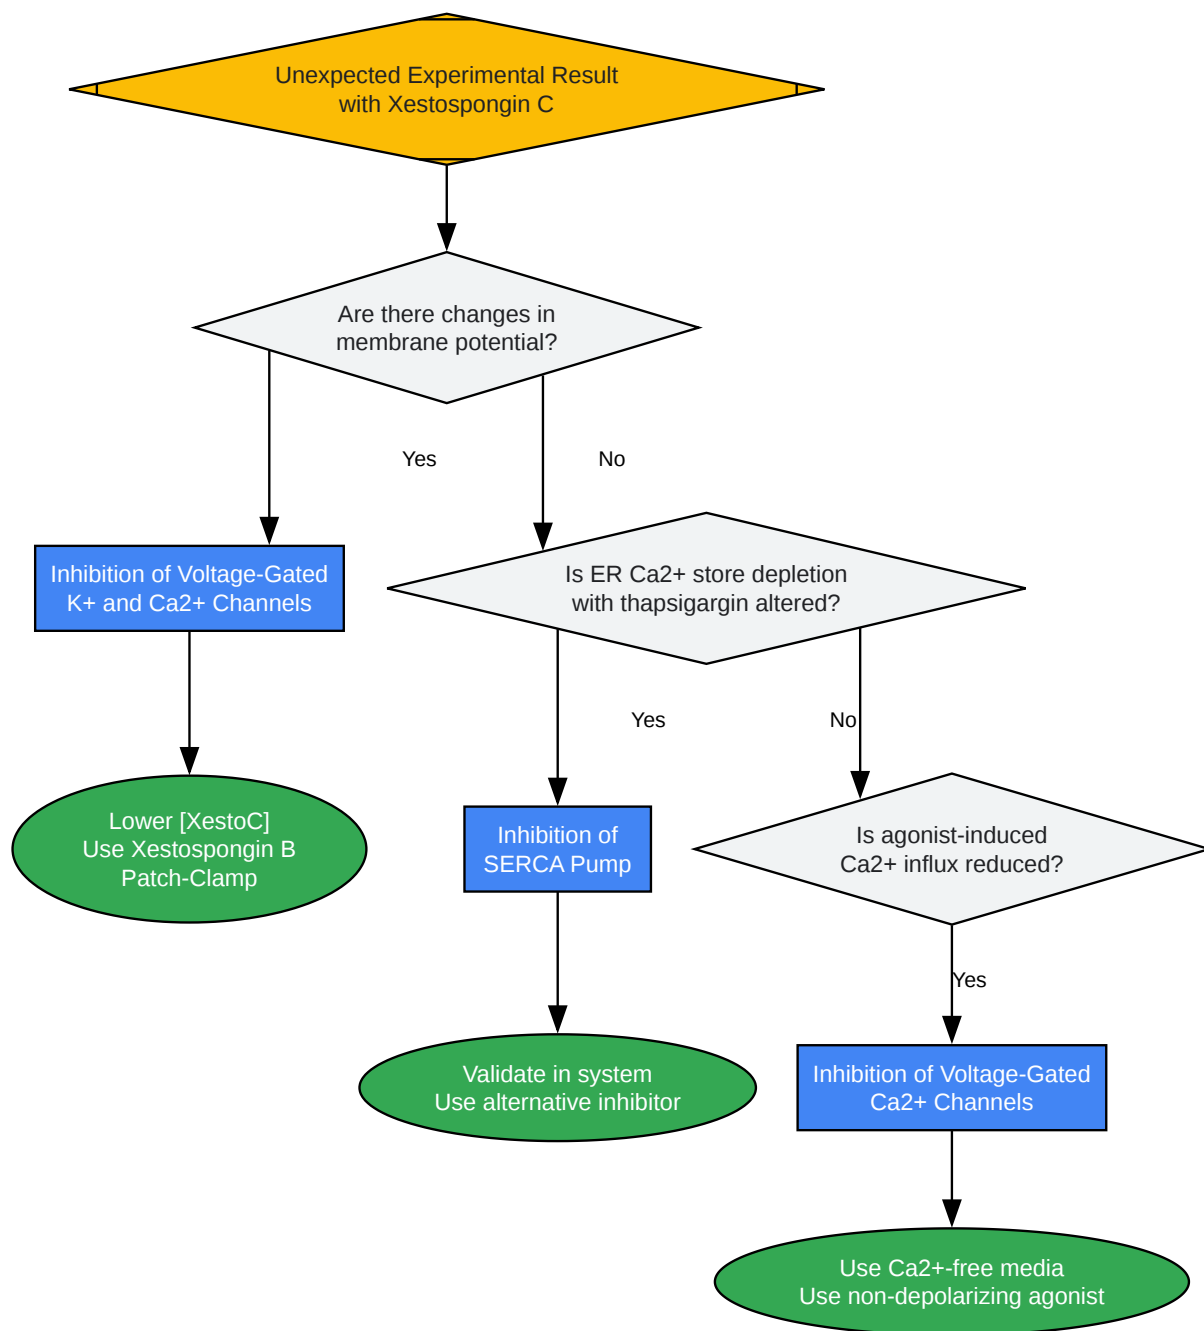 Unexpected Experimental Result
with Xestospongin C
Are there changes in
membrane potential?
Yes
No
Inhibition of Voltage-Gated
K+ and Ca2+ Channels
Is ER Ca2+ store depletion
with thapsigargin altered?
Yes
No
Lower [XestoC]
Use Xestospongin B
Patch-Clamp
Inhibition of
SERCA Pump
Is agonist-induced
Ca2+ influx reduced?
Yes
Validate in system
Use alternative inhibitor
Inhibition of Voltage-Gated
Ca2+ Channels
Use Ca2+-free media
Use non-depolarizing agonist